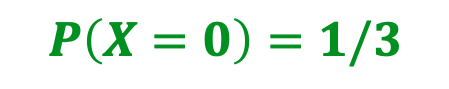 P(X = 0) = 1/3